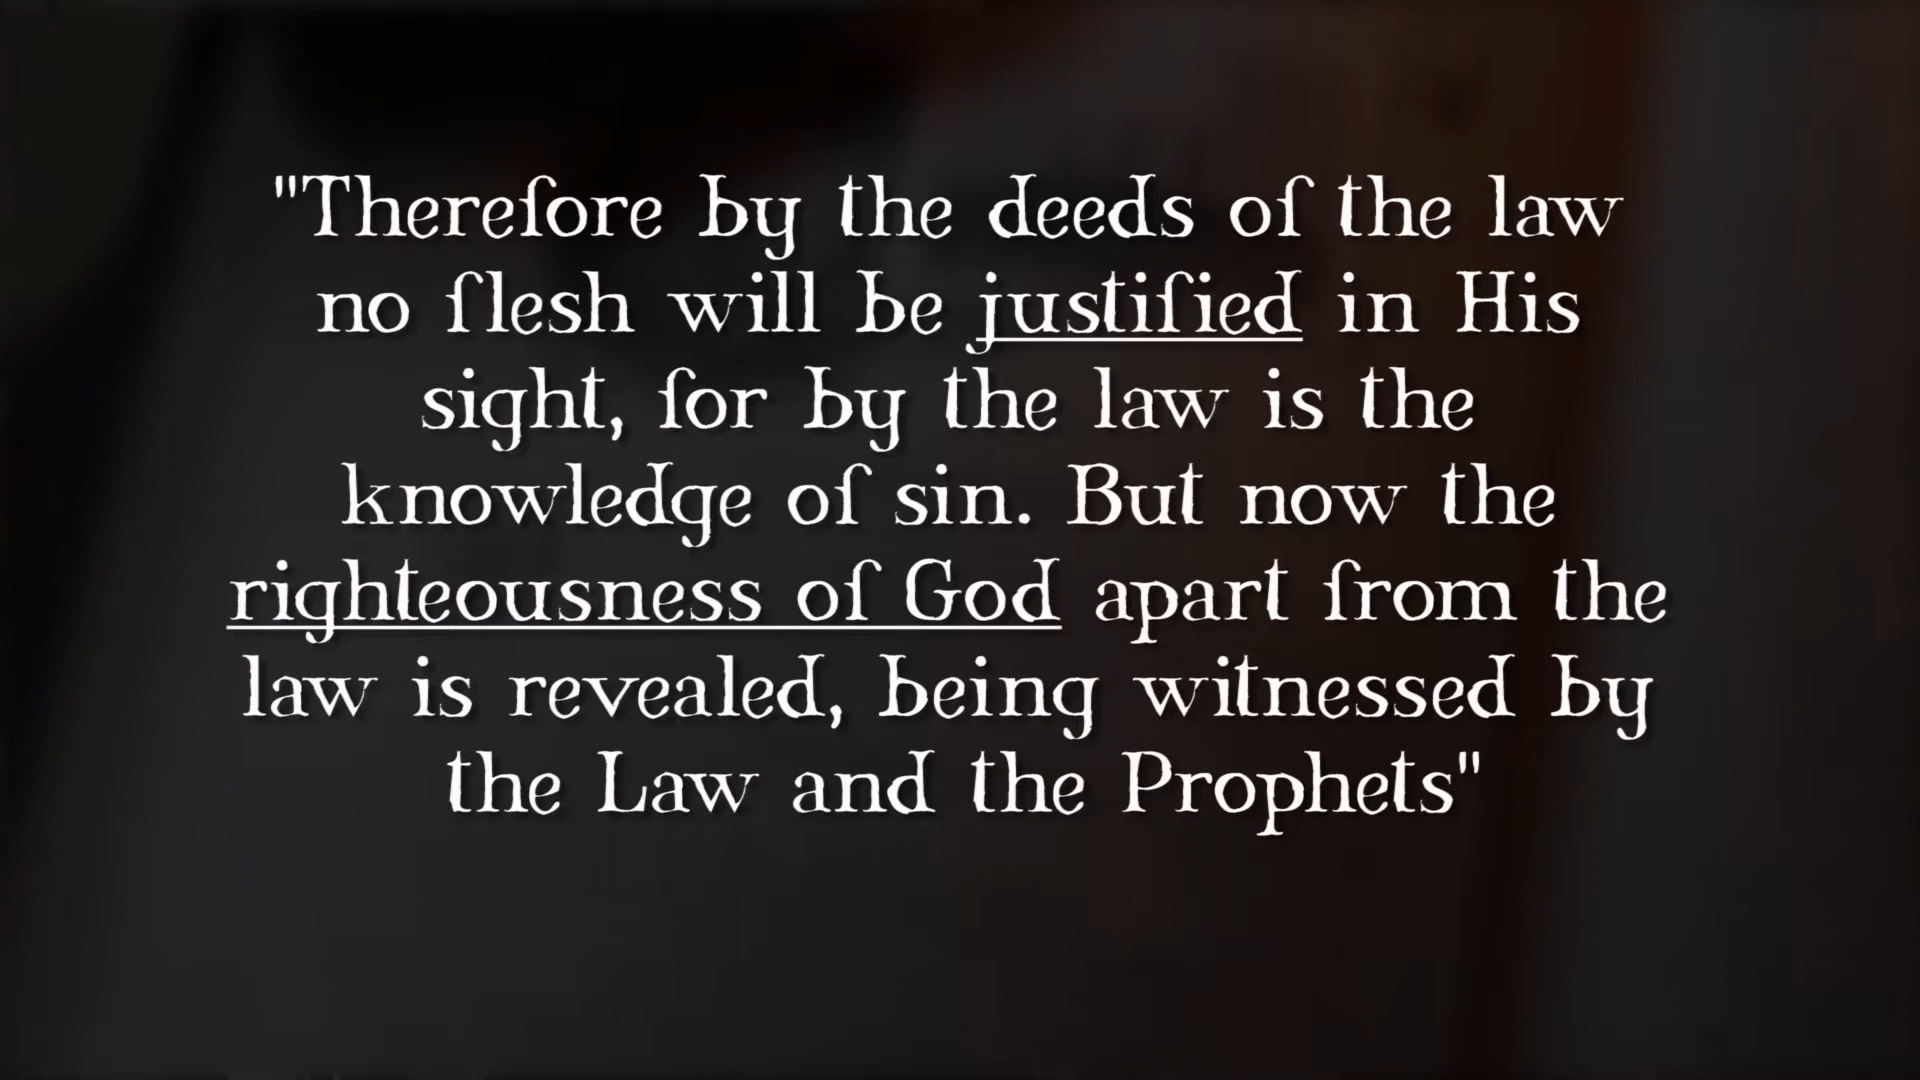 "Therefore by the deeds of the law
no flesh will be justified in His
sight, for by the law is the
knowledge of sin. But now the
righteousness of God apart from the
law is revealed, being witnessed by
the Law and the Prophets"